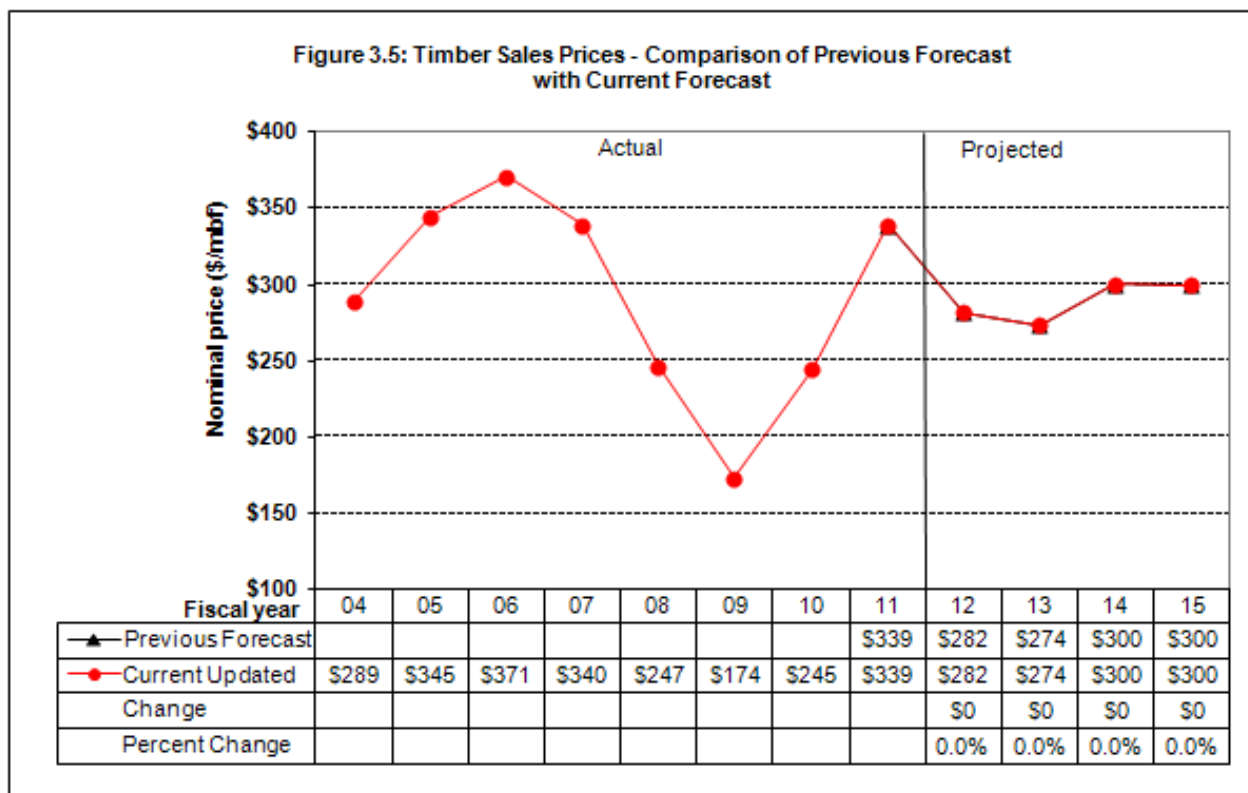 Figure 3.5: Timber Sales Prices - Comparison of Previous Forecast
with Current Forecast
Actual
Projected
Nominal price ($/mbf)
$400
$350
$300
$250
$200
$150
$100
Fiscal year 04 05 06 07 08 09 10 11 12 13 14 15
Previous Forecast $339 $282 $274 $300 $300
Current Updated $289 $345 $371 $340 $247 $174 $245 $339 $282 $274 $300 $300
Change $0 $0 $0 $0
Percent Change 0.0% 0.0% 0.0% 0.0%